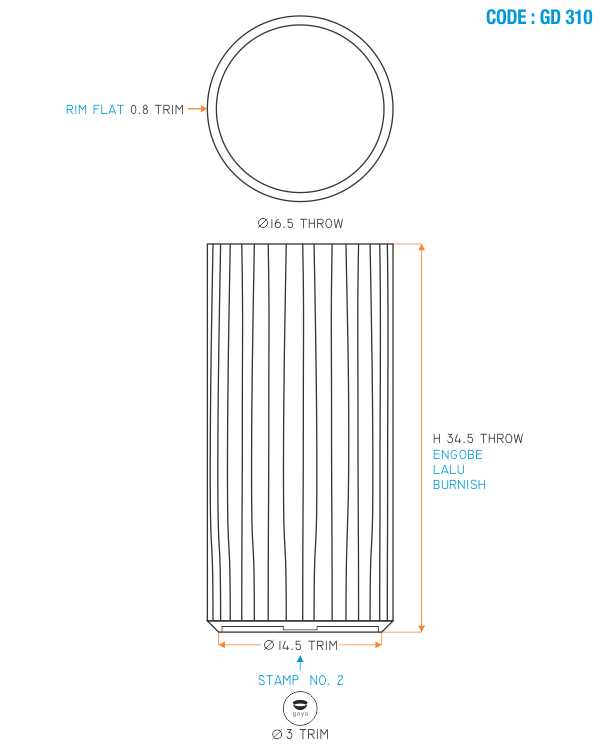 CODE : GD 310
RIM FLAT 0.8 TRIM
Ø16.5 THROW
H 34.5 THROW
ENGOBE
LALU
BURNISH
Ø 14.5 TRIM
STAMP NO. 2
gaya
Ø 3 TRIM